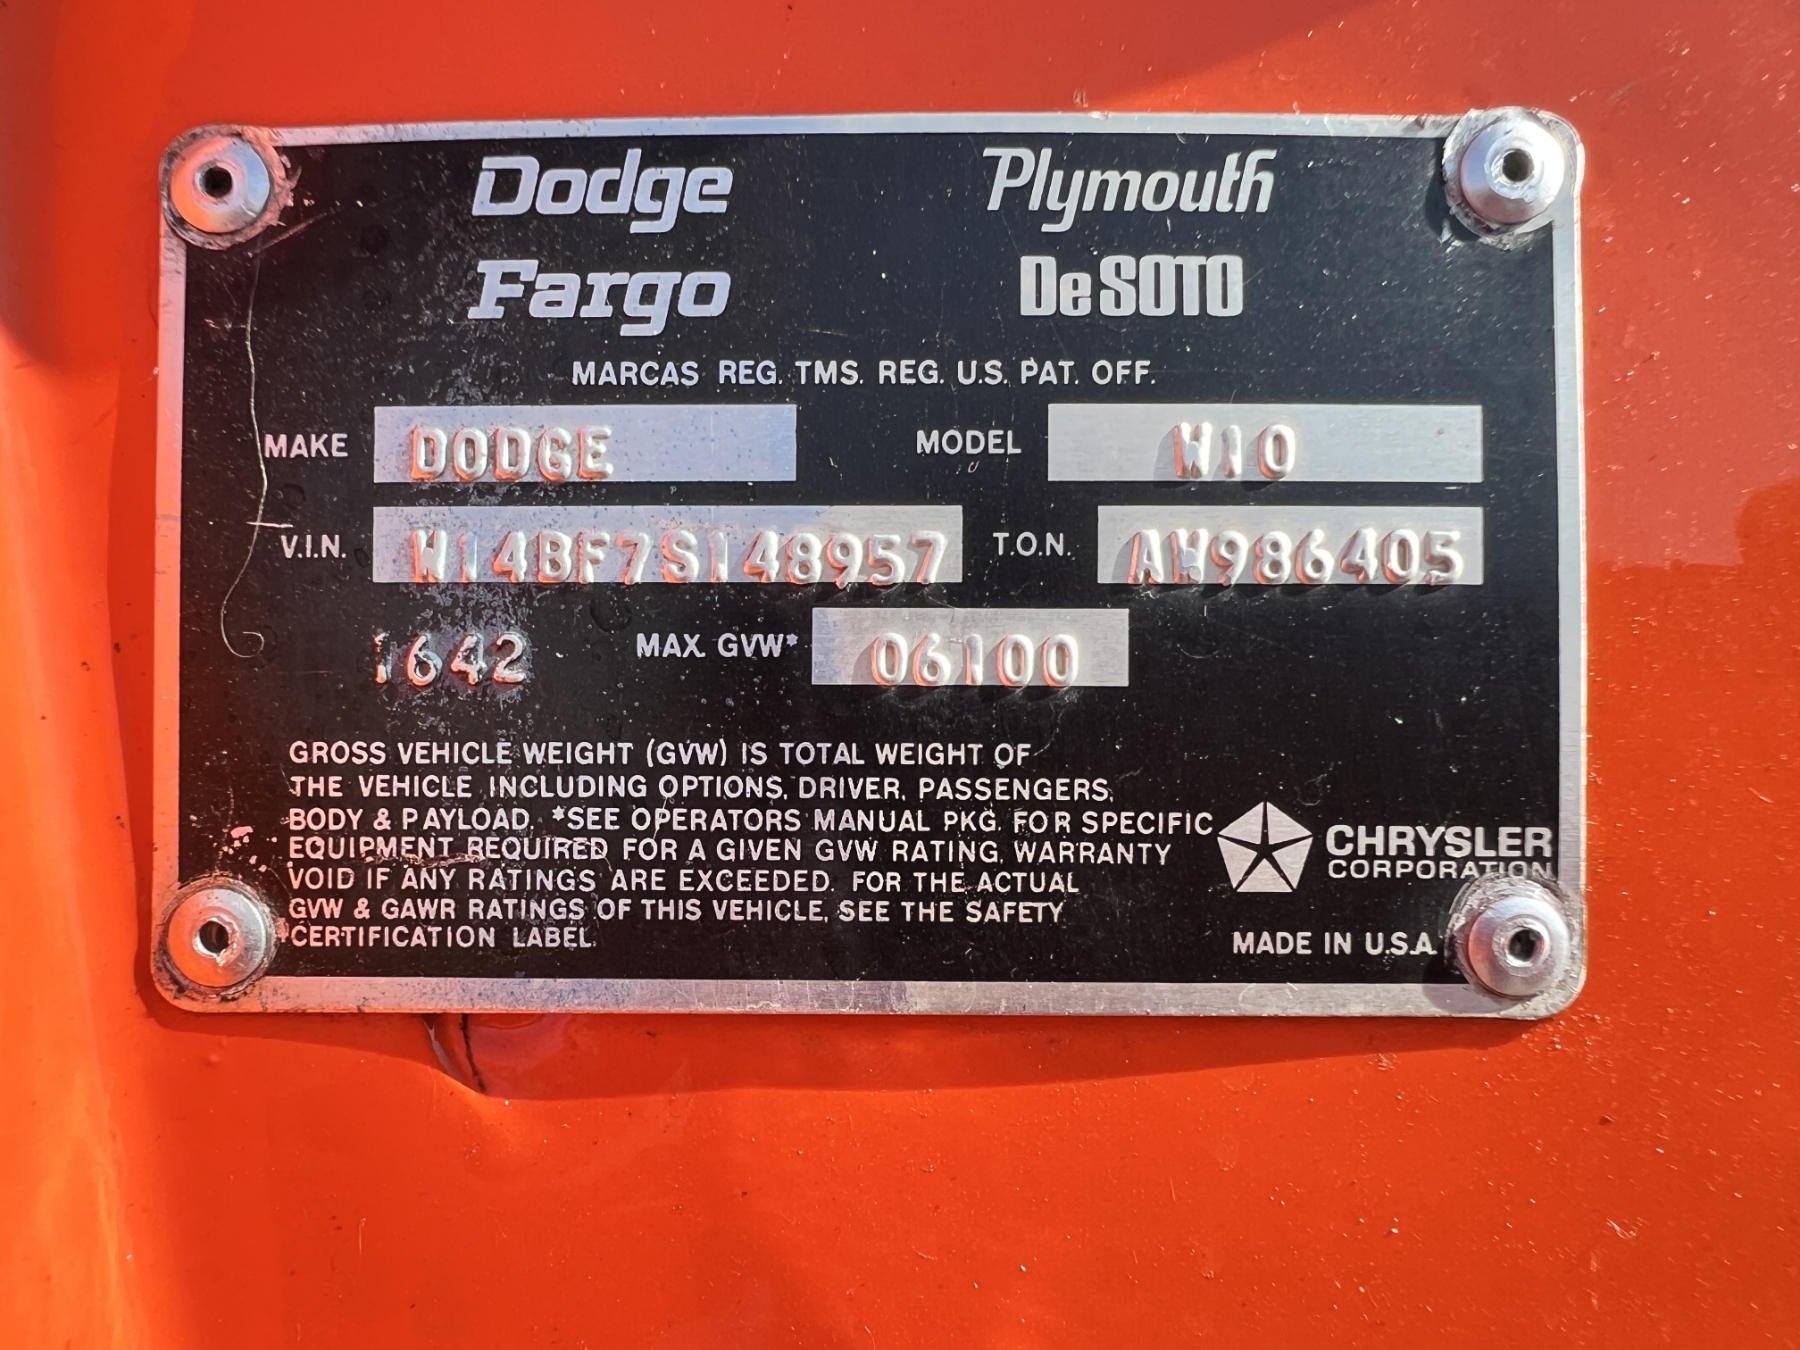 Dodge Plymouth
Fargo DeSOTO
MARCAS REG. TMS. REG. U.S. PAT. OFF.
MAKE DODGE MODEL W10
V.I.N. W14BF7S148957 T.O.N. AW986405
1642 MAX. GVW* 06100
GROSS VEHICLE WEIGHT (GVW) IS TOTAL WEIGHT OF
THE VEHICLE INCLUDING OPTIONS, DRIVER, PASSENGERS,
BODY & PAYLOAD. *SEE OPERATORS MANUAL PKG. FOR SPECIFIC
EQUIPMENT REQUIRED FOR A GIVEN GVW RATING. WARRANTY
VOID IF ANY RATINGS ARE EXCEEDED. FOR THE ACTUAL
GVW & GAWR RATINGS OF THIS VEHICLE, SEE THE SAFETY
CERTIFICATION LABEL.
CHRYSLER
CORPORATION
MADE IN U.S.A.